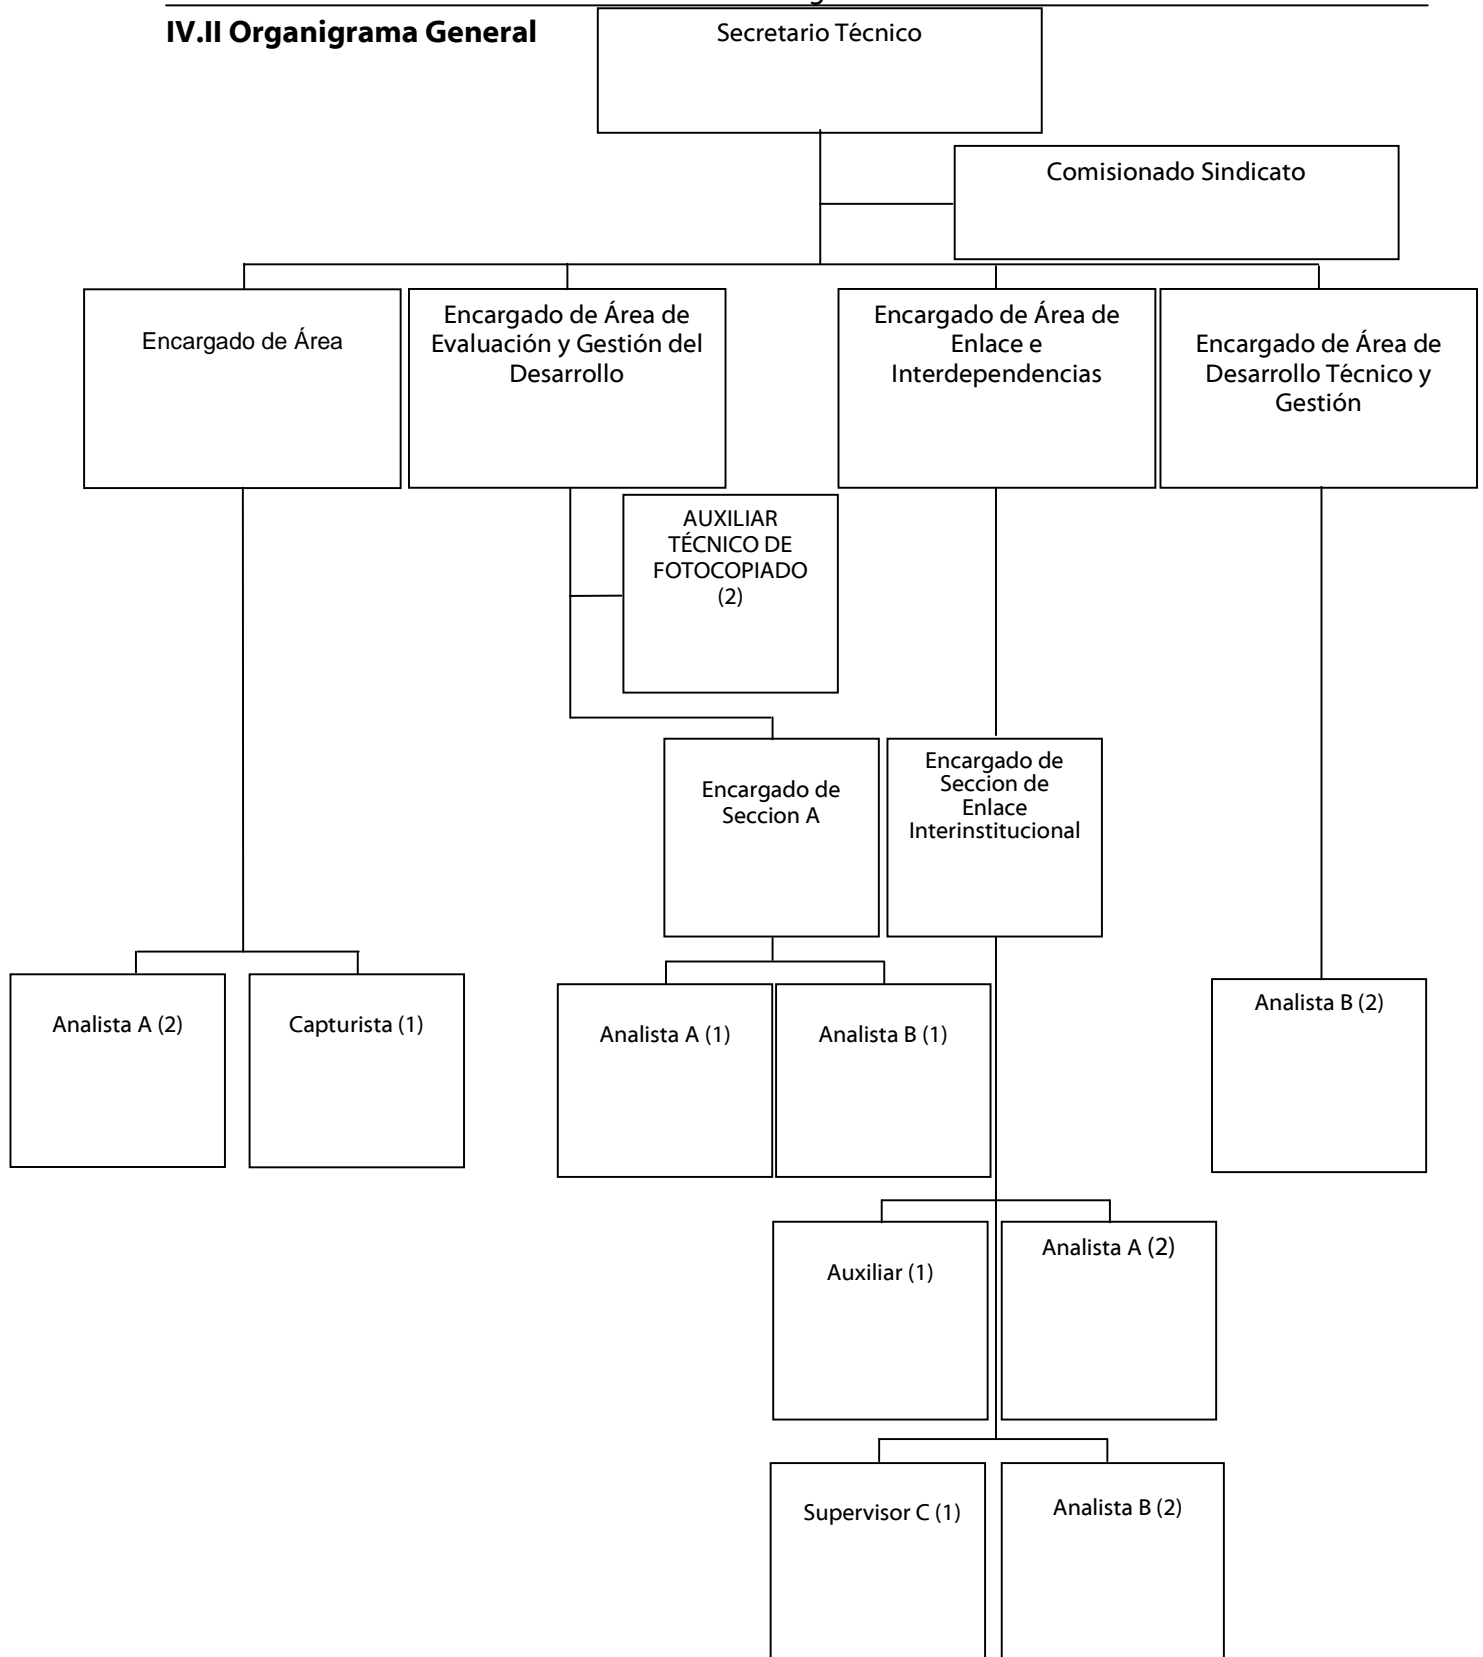 IV.II Organigrama General
Secretario Técnico
Comisionado Sindicato
Encargado de Área
Encargado de Área de
Evaluación y Gestión del
Desarrollo
Encargado de Área de
Enlace e
Interdependencias
Encargado de Área de
Desarrollo Técnico y
Gestión
AUXILIAR
TÉCNICO DE
FOTOCOPIADO
(2)
Encargado de
Seccion A
Encargado de
Seccion de
Enlace
Interinstitucional
Analista A (2)
Capturista (1)
Analista A (1)
Analista B (1)
Analista B (2)
Auxiliar (1)
Analista A (2)
Supervisor C (1)
Analista B (2)